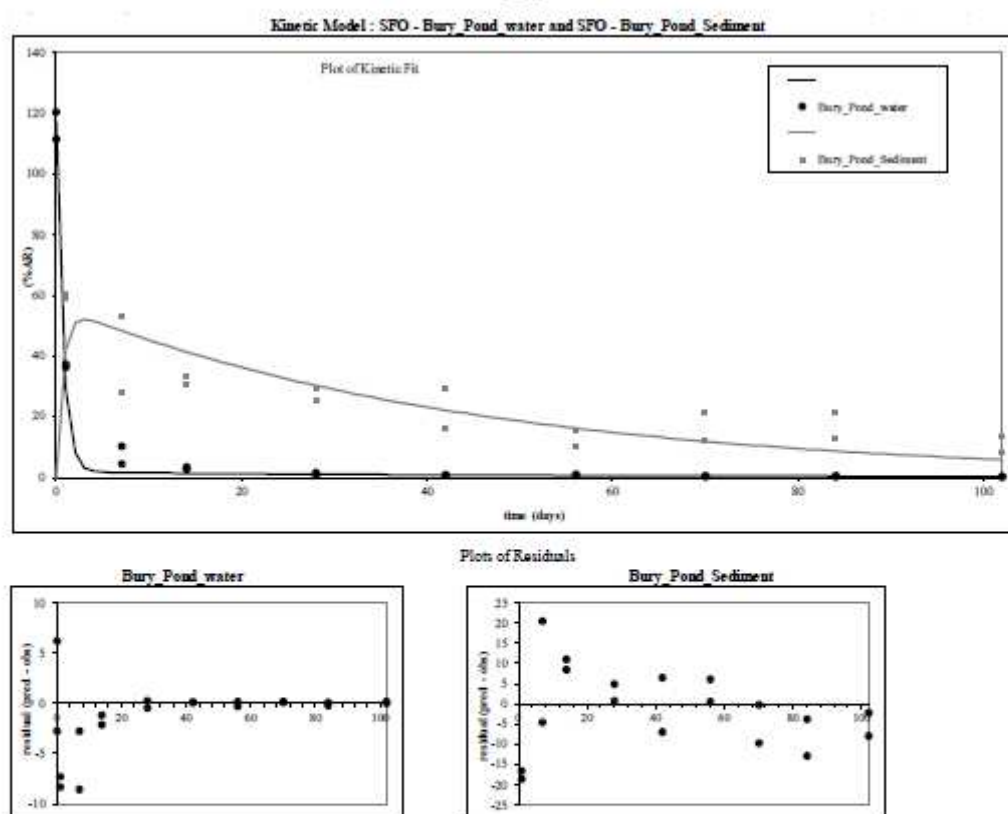 Kinetic Model : SFO - Bury_Pond_water and SFO - Bury_Pond_Sediment
140
Plot of Kinetic Fit
120
Bury_Pond_water
Bury_Pond_Sediment
100
80
(%AR)
60
40
20
0
0 20 40 60 80 100
time (days)
Plots of Residuals
Bury_Pond_water
Bury_Pond_Sediment
residual (pred - obs)
10
5
0
-5
-10
0 20 40 60 80 100
residual (pred - obs)
25
20
15
10
5
0
-5
-10
-15
-20
-25
0 20 40 60 80 100